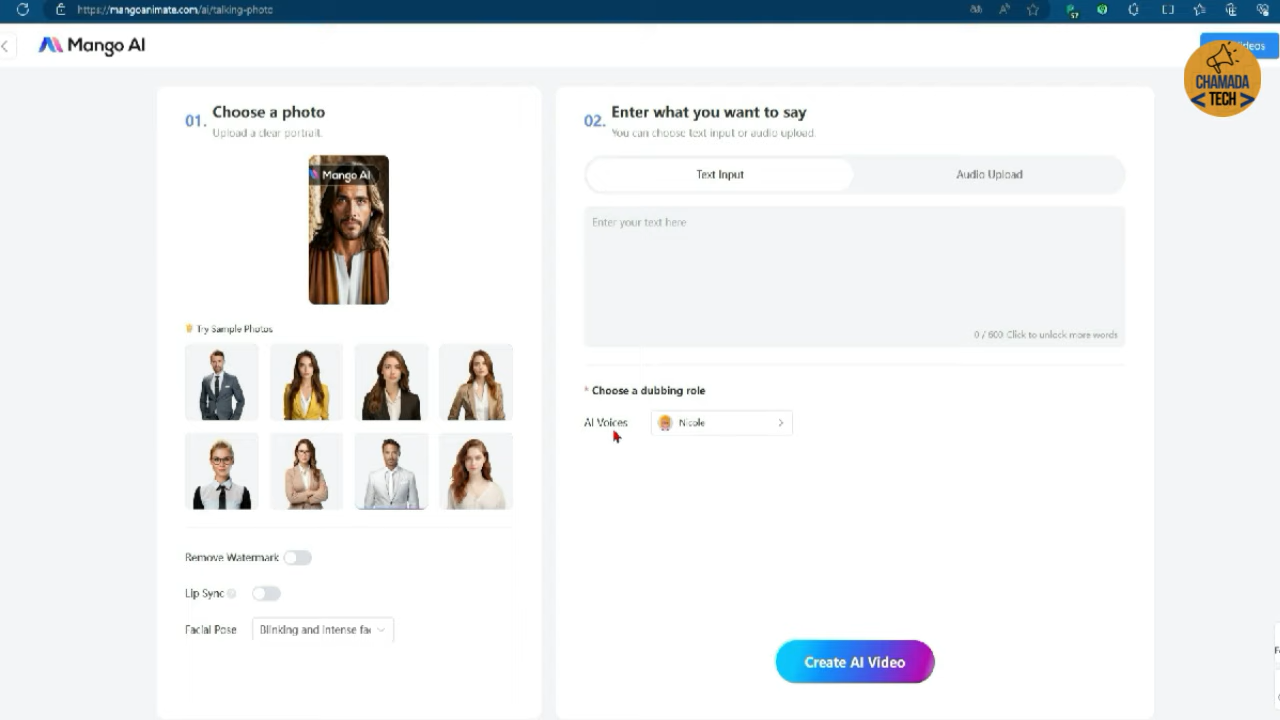 https://mangoanimate.com/ai/talking-photo
Mango AI
CHAMADA
< TECH >
01. Choose a photo
Upload a clear portrait.
Mango AI
Try Sample Photos
Remove Watermark
Lip Sync
Facial Pose
Blinking and intense fa
02. Enter what you want to say
You can choose text input or audio upload.
Text Input
Audio Upload
Enter your text here
0 / 600 Click to unlock more words
* Choose a dubbing role
AI Voices
Nicole
Create AI Video